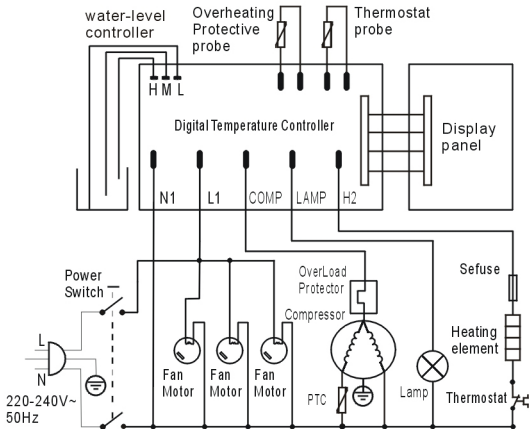 water-level
controller
Overheating
Protective
probe
Thermostat
probe
H M L
Digital Temperature Controller
Display
panel
N1 L1 COMP LAMP H2
Power
Switch
OverLoad
Protector
Compressor
Sefuse
Heating
element
L
N
220-240V~
50Hz
Fan
Motor
Fan
Motor
Fan
Motor
PTC
Lamp
Thermostat